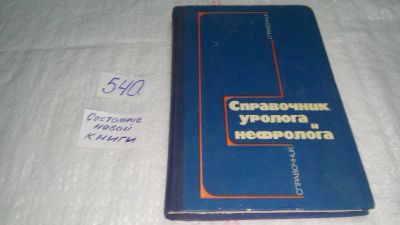 540
Состояние
новой
книги
СПРАВОЧНИК
Справочник
уролога
и
нефролога
СПРАВОЧНИК